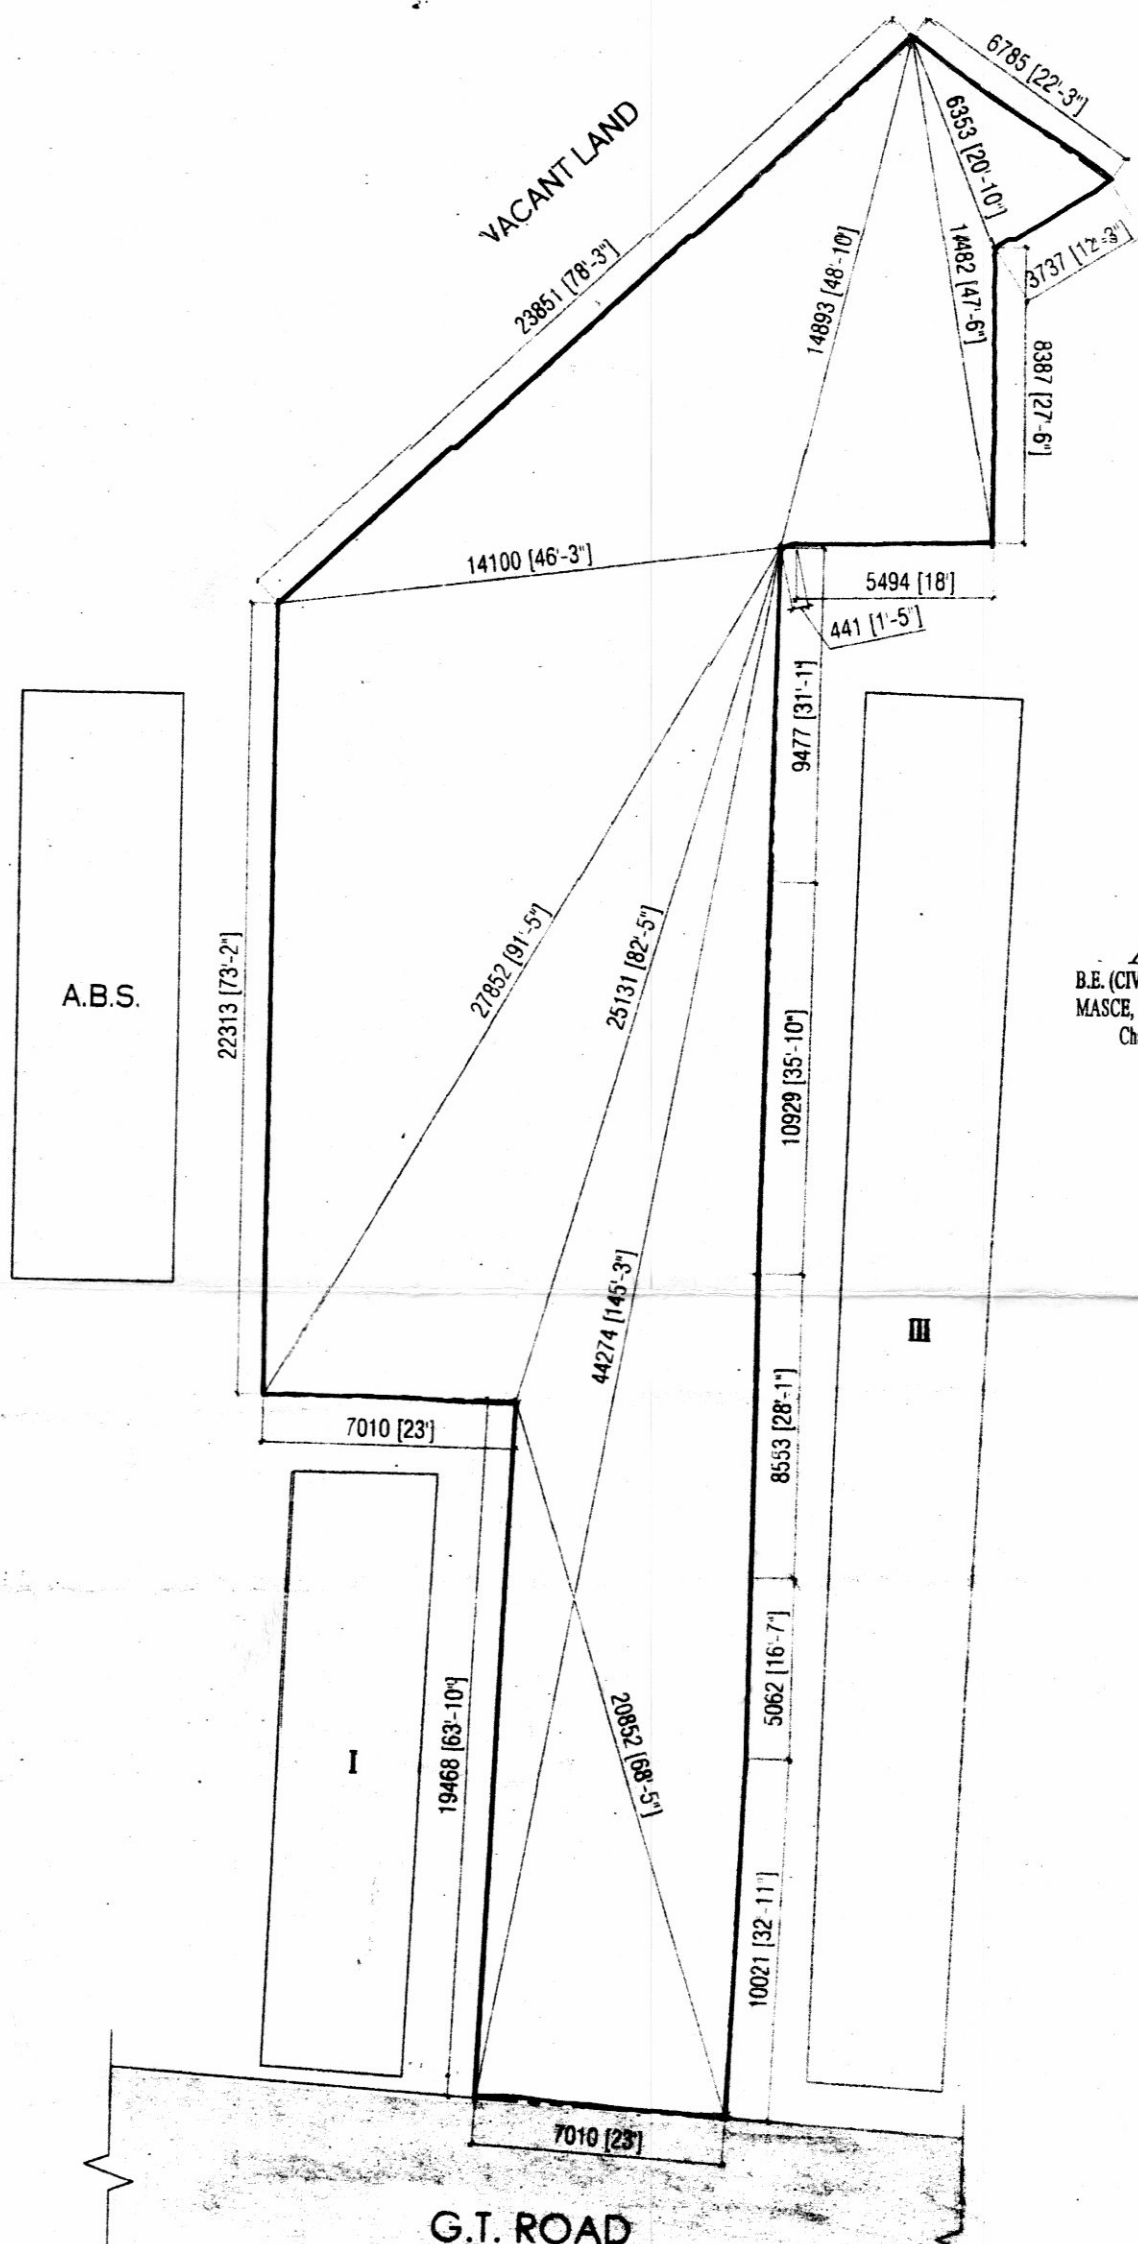 6785 [22'-3"]
6353 [20'-10"]
VACANT LAND
23851 [78'-3"]
14893 [48'-10"]
14482 [47'-6"]
3737 [12'-3"]
8387 [27'-6"]
14100 [46'-3"]
5494 [18']
441 [1'-5"]
9477 [31'-1"]
A.B.S.
22313 [73'-2"]
27852 [91'-5"]
25131 [82'-5"]
B.E. (CIV
MASCE,
Ch
10929 [35'-10"]
44274 [145'-3"]
III
8553 [28'-1"]
7010 [23']
5062 [16'-7"]
19468 [63'-10"]
I
20852 [68'-5"]
10021 [32'-11"]
7010 [23']
G.T. ROAD